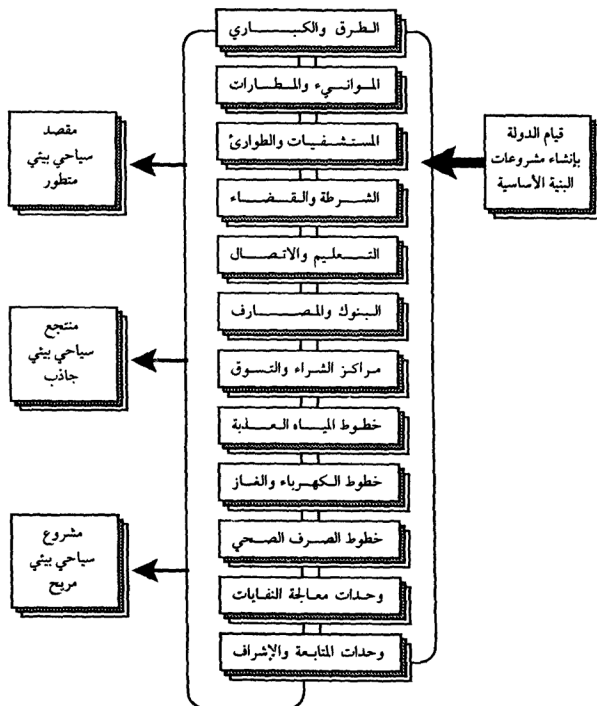 قيام الدولة
بإنشاء مشروعات
البنية الأساسية
الطرق والكباري
الموانيء والمطارات
المستشفيات والطوارئ
الشرطة والقضاء
التعليم والاتصال
البنوك والمصارف
مراكز الشراء والتسوق
خطوط المياه العذبة
خطوط الكهرباء والغاز
خطوط الصرف الصحي
وحدات معالجة النفايات
وحدات المتابعة والإشراف
مقصد
سياحي بيئي
متطور
منتجع
سياحي بيئي
جاذب
مشروع
سياحي بيئي
مربح